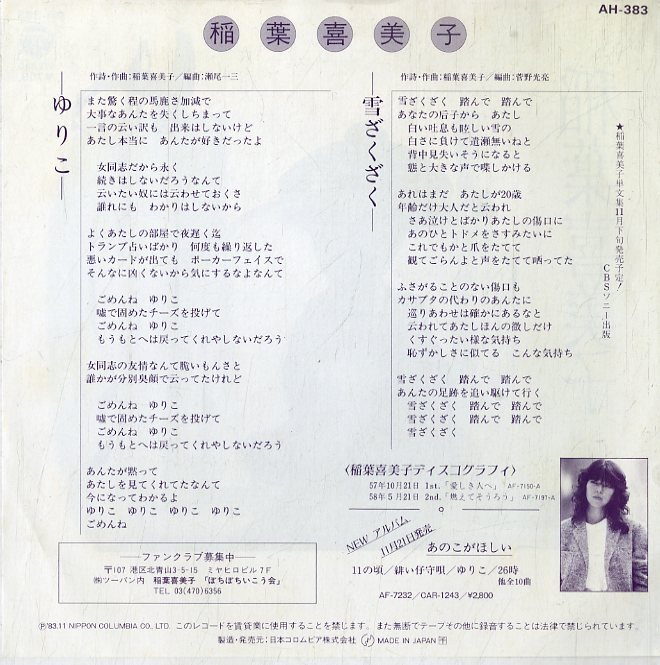 AH-383
稲葉喜美子
ゆりこ
作詩・作曲:稲葉喜美子/編曲:瀬尾一三
また驚く程の馬鹿さ加減で
大事なあんたを失くしちまって
一言の云い訳も　出来はしないけど
あたし本当に　あんたが好きだったよ
女同志だから永く
続きはしないだろうなんて
云いたい奴には云わせておくさ
誰れにも　わかりはしないから
よくあたしの部屋で夜遅く迄
トランプ占いばかり　何度も繰り返した
悪いカードが出ても　ポーカーフェイスで
そんなに凶くないから気にするなよなんて
ごめんね　ゆりこ
嘘で固めたチーズを投げて
ごめんね　ゆりこ
もうもとへは戻ってくれやしないだろう
女同志の友情なんて脆いもんさと
誰かが分別臭顔で云ってたけれど
ごめんね　ゆりこ
嘘で固めたチーズを投げて
ごめんね　ゆりこ
もうもとへは戻ってくれやしないだろう
あんたが黙って
あたしを見てくれてたなんて
今になってわかるよ
ゆりこ　ゆりこ　ゆりこ　ゆりこ
ごめんね
雪ざくざく
作詩・作曲:稲葉喜美子/編曲:菅野光亮
雪ざくざく　踏んで　踏んで
あなたの后子から　あたし
白い吐息も眩しい雪の
白さに負けて遣瀬無いねと
背中見失いそうになると
態と大きな声で喋しかける
あれはまだ　あたしが20歳
年齢だけ大人だと云われ
さあ泣けとばかりあたしの傷口に
あのひとトドメをさすみたいに
これでもかと爪をたてて
観てごらんよと声をたてて哂ってた
ふさがることのない傷口も
カサブタの代わりのあんたに
巡りあわせは確かにあるなと
云われてあたしほんの微しだけ
くすぐったい様な気持ち
恥ずかしさに似てる　こんな気持ち
雪ざくざく　踏んで　踏んで
あんたの足跡を追い駆けて行く
雪ざくざく　踏んで　踏んで
雪ざくざく　踏んで　踏んで
雪ざくざく
★稲葉喜美子単文集11月下旬発売予定!
CBSソニー出版
〈稲葉喜美子ディスコグラフィ〉
57年10月21日 1st.「愛しき人へ」 AF-7150-A
58年5月21日 2nd.「燃えてそうろう」 AF-7197-A
NEW アルバム
11月21日発売
あのこがほしい
11の頃/緋い仔守唄/ゆりこ/26時
他全10曲
AF-7232/CAR-1243/¥2,800
ファンクラブ募集中
〒107 港区北青山3-5-15 ミヤヒロビル7F
㈱ツーバン内　稲葉喜美子「ぼちぼちいこう会」
TEL 03(470)6356
Ⓟ'83.11 NIPPON COLUMBIA CO., LTD. このレコードを賃貸業に使用することを禁じます。また無断でテープその他に録音することは法律で禁じられています。
製造・発売元:日本コロムビア株式会社 MADE IN JAPAN